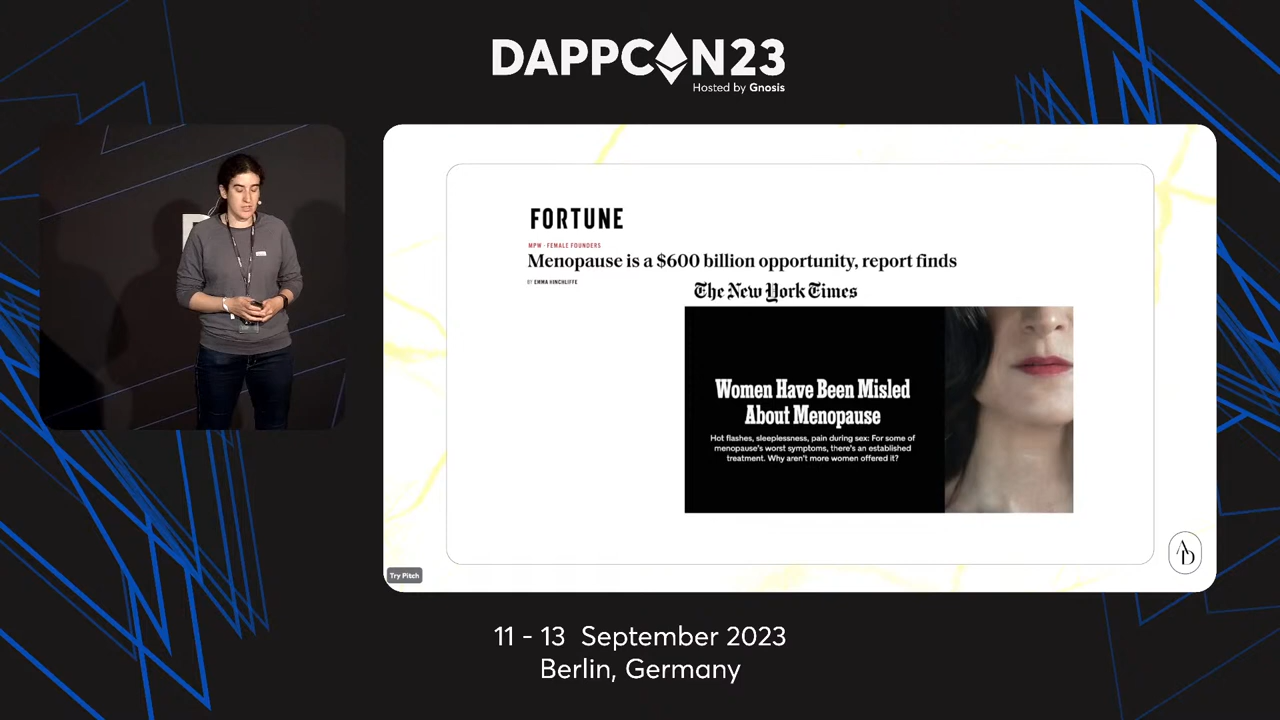 DAPPCON23
Hosted by Gnosis
FORTUNE
MPW · FEMALE FOUNDERS
Menopause is a $600 billion opportunity, report finds
BY EMMA HINCHLIFFE
The New York Times
Women Have Been Misled
About Menopause
Hot flashes, sleeplessness, pain during sex: For some of
menopause's worst symptoms, there's an established
treatment. Why aren't more women offered it?
AD
Try Pitch
11 - 13 September 2023
Berlin, Germany